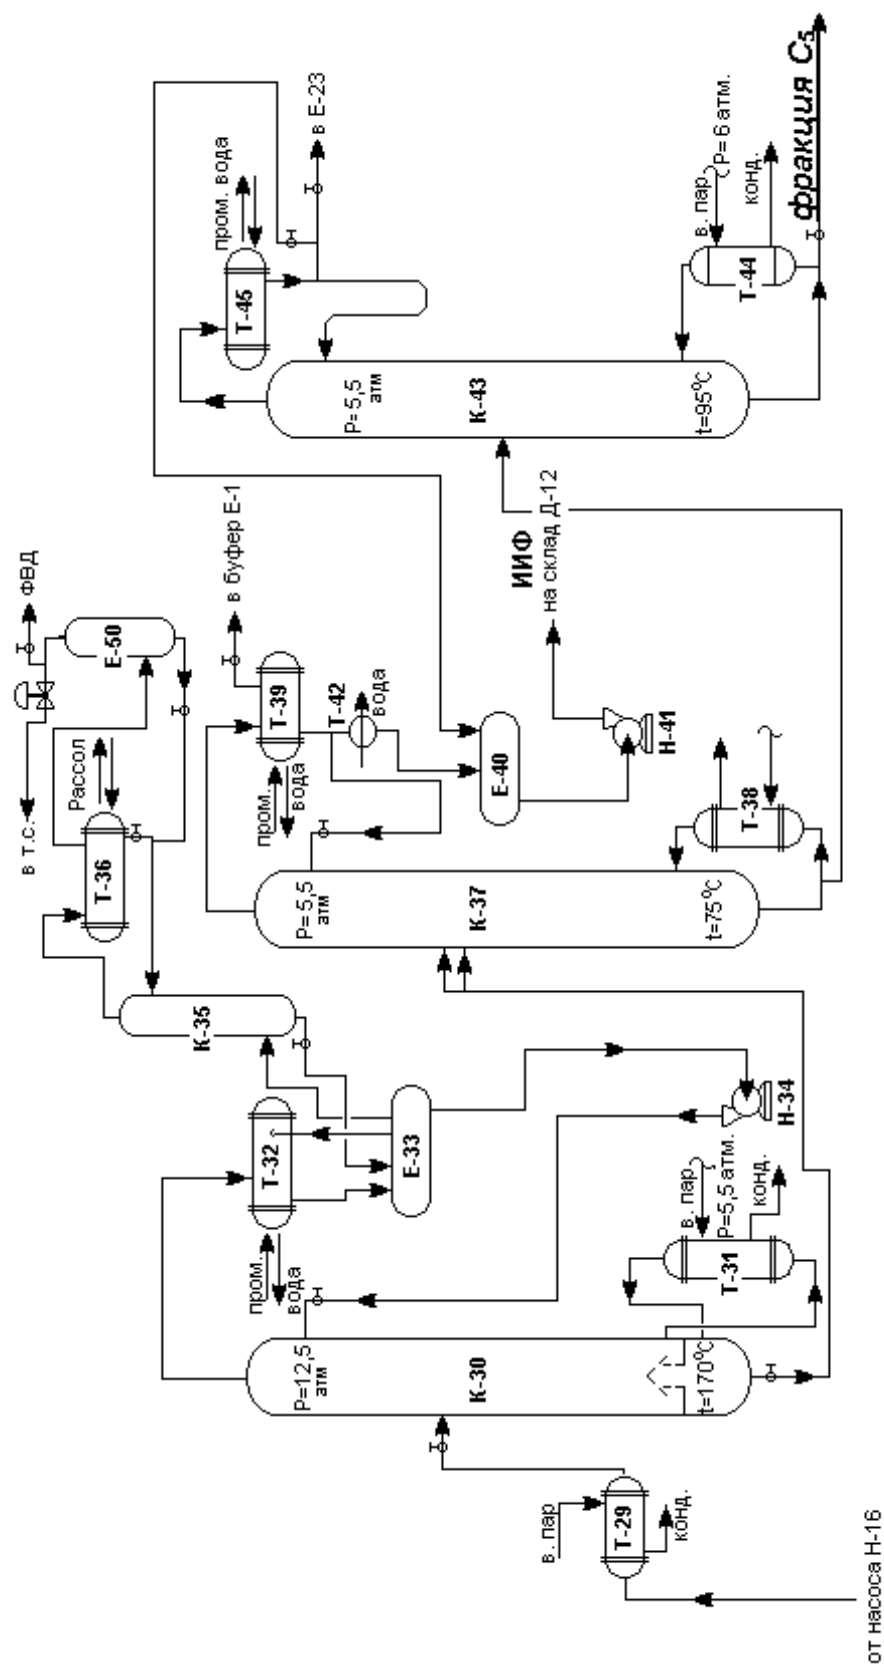 от насоса Н-16
Т-29
в. пар
конд.
К-30
Р=12,5
атм
t=170°С
Т-31
в. пар
Р=5,5 атм.
конд.
Т-32
пром.
вода
Е-33
Н-34
К-35
Т-36
Рассол
в Т.С.
ФВД
Е-50
К-37
Р=5,5
атм
t=75°С
Т-38
Т-39
пром.
вода
в буфер Е-1
Т-42
вода
Е-40
Н-41
ИИФ
на склад Д-12
К-43
Р=5,5
атм
t=95°С
Т-44
в. пар
Р=6 атм.
конд.
Т-45
пром. вода
в Е-23
фракция С5